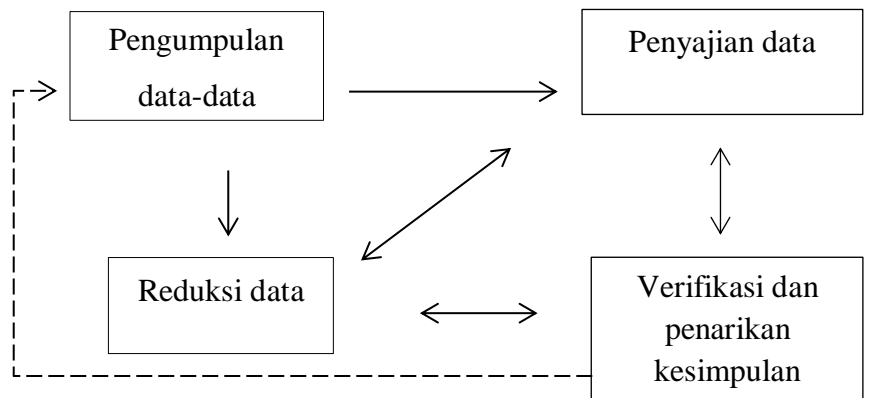 Pengumpulan
data-data
Penyajian data
Reduksi data
Verifikasi dan
penarikan
kesimpulan